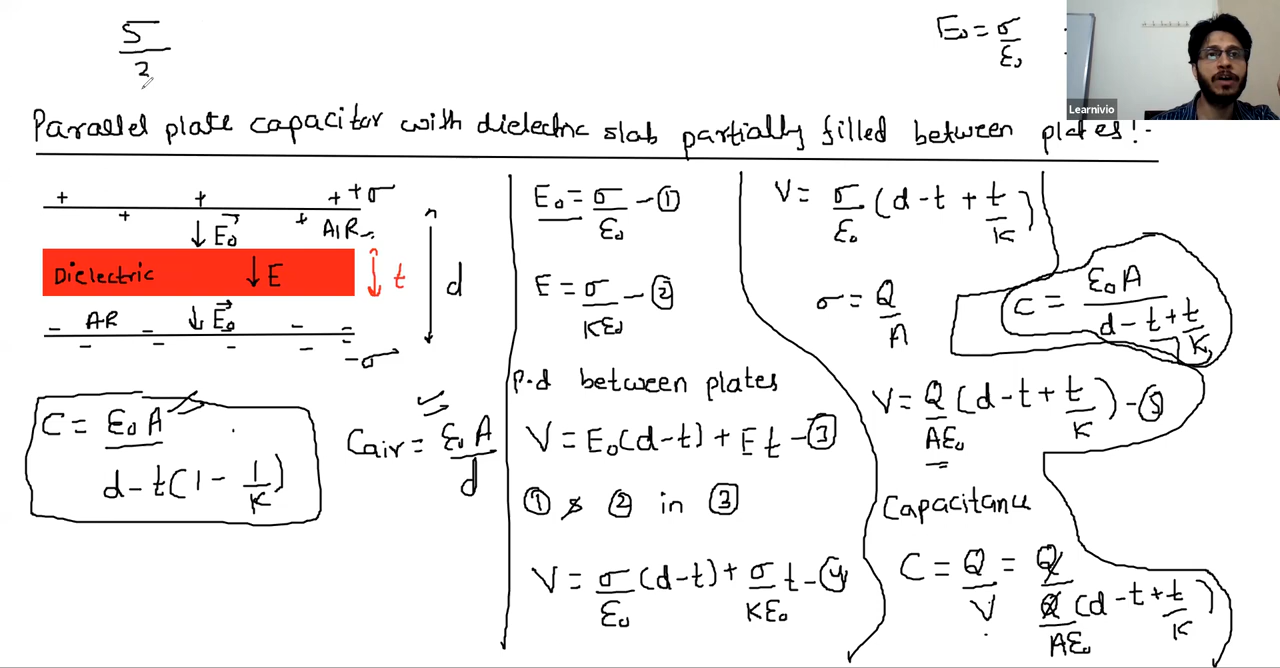 5/2
E₀ = σ/ε₀
Learnivio
Parallel plate capacitor with dielectric slab partially filled between plates!-
+ + + +σ
+ +
↓E₀ AIR
Dielectric ↓E t d
AR ↓E₀
- - - - - - - - -
-σ
C = ε₀A / d-t(1 - 1/K)
Cair = ε₀A/d
E₀ = σ/ε₀ - ①
E = σ/Kε₀ - ②
p.d between plates
V = E₀(d-t) + Et - ③
① & ② in ③
V = σ/ε₀ (d-t) + σ/Kε₀ t - ④
V = σ/ε₀ (d-t + t/K)
σ = Q/A
C = ε₀A / d-t+t/K
V = Q/Aε₀ (d-t+t/K) - ⑤
Capacitance
C = Q/V = Q / Q/Aε₀ (d-t+t/K)